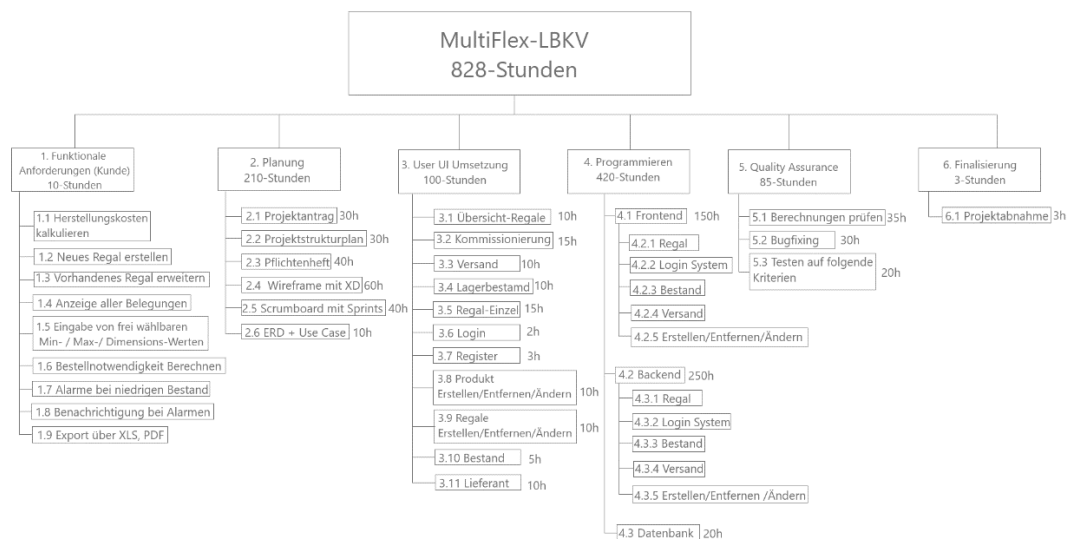 MultiFlex-LBKV
828-Stunden
1. Funktionale
Anforderungen (Kunde)
10-Stunden
1.1 Herstellungskosten
kalkulieren
1.2 Neues Regal erstellen
1.3 Vorhandenes Regal erweitern
1.4 Anzeige aller Belegungen
1.5 Eingabe von frei wählbaren
Min- / Max-/ Dimensions-Werten
1.6 Bestellnotwendigkeit Berechnen
1.7 Alarme bei niedrigen Bestand
1.8 Benachrichtigung bei Alarmen
1.9 Export über XLS, PDF
2. Planung
210-Stunden
2.1 Projektantrag 30h
2.2 Projektstrukturplan 30h
2.3 Pflichtenheft 40h
2.4 Wireframe mit XD 60h
2.5 Scrumboard mit Sprints 40h
2.6 ERD + Use Case 10h
3. User UI Umsetzung
100-Stunden
3.1 Übersicht-Regale 10h
3.2 Kommissionierung 15h
3.3 Versand 10h
3.4 Lagerbestamd 10h
3.5 Regal-Einzel 15h
3.6 Login 2h
3.7 Register 3h
3.8 Produkt
Erstellen/Entfernen/Ändern 10h
3.9 Regale
Erstellen/Entfernen/Ändern 10h
3.10 Bestand 5h
3.11 Lieferant 10h
4. Programmieren
420-Stunden
4.1 Frontend 150h
4.2.1 Regal
4.2.2 Login System
4.2.3 Bestand
4.2.4 Versand
4.2.5 Erstellen/Entfernen/Ändern
4.2 Backend 250h
4.3.1 Regal
4.3.2 Login System
4.3.3 Bestand
4.3.4 Versand
4.3.5 Erstellen/Entfernen /Ändern
4.3 Datenbank 20h
5. Quality Assurance
85-Stunden
5.1 Berechnungen prüfen 35h
5.2 Bugfixing 30h
5.3 Testen auf folgende
Kriterien 20h
6. Finalisierung
3-Stunden
6.1 Projektabnahme 3h